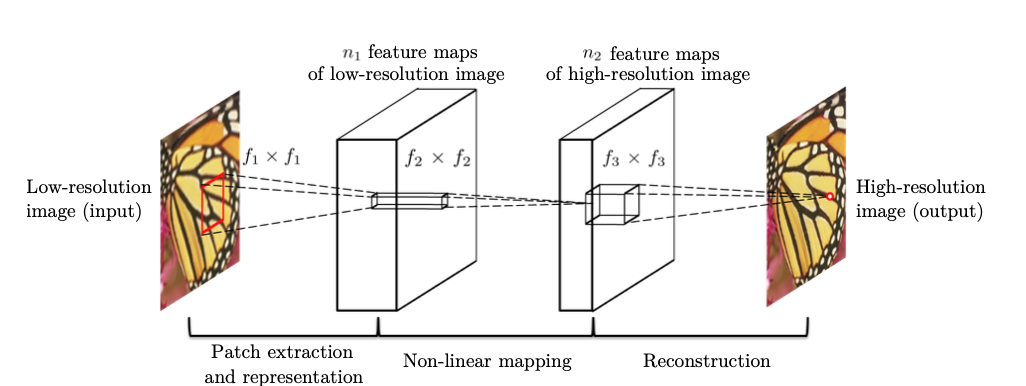 n₁ feature maps
of low-resolution image
n₂ feature maps
of high-resolution image
f₁ × f₁
f₂ × f₂
f₃ × f₃
Low-resolution
image (input)
High-resolution
image (output)
Patch extraction
and representation
Non-linear mapping
Reconstruction